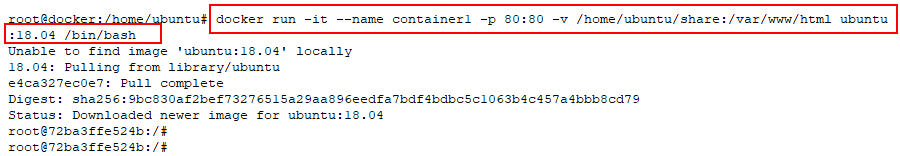 root@docker:/home/ubuntu# docker run -it --name container1 -p 80:80 -v /home/ubuntu/share:/var/www/html ubuntu
:18.04 /bin/bash
Unable to find image 'ubuntu:18.04' locally
18.04: Pulling from library/ubuntu
e4ca327ec0e7: Pull complete
Digest: sha256:9bc830af2bef73276515a29aa896eedfa7bdf4bdbc5c1063b4c457a4bbb8cd79
Status: Downloaded newer image for ubuntu:18.04
root@72ba3ffe524b:/#
root@72ba3ffe524b:/#